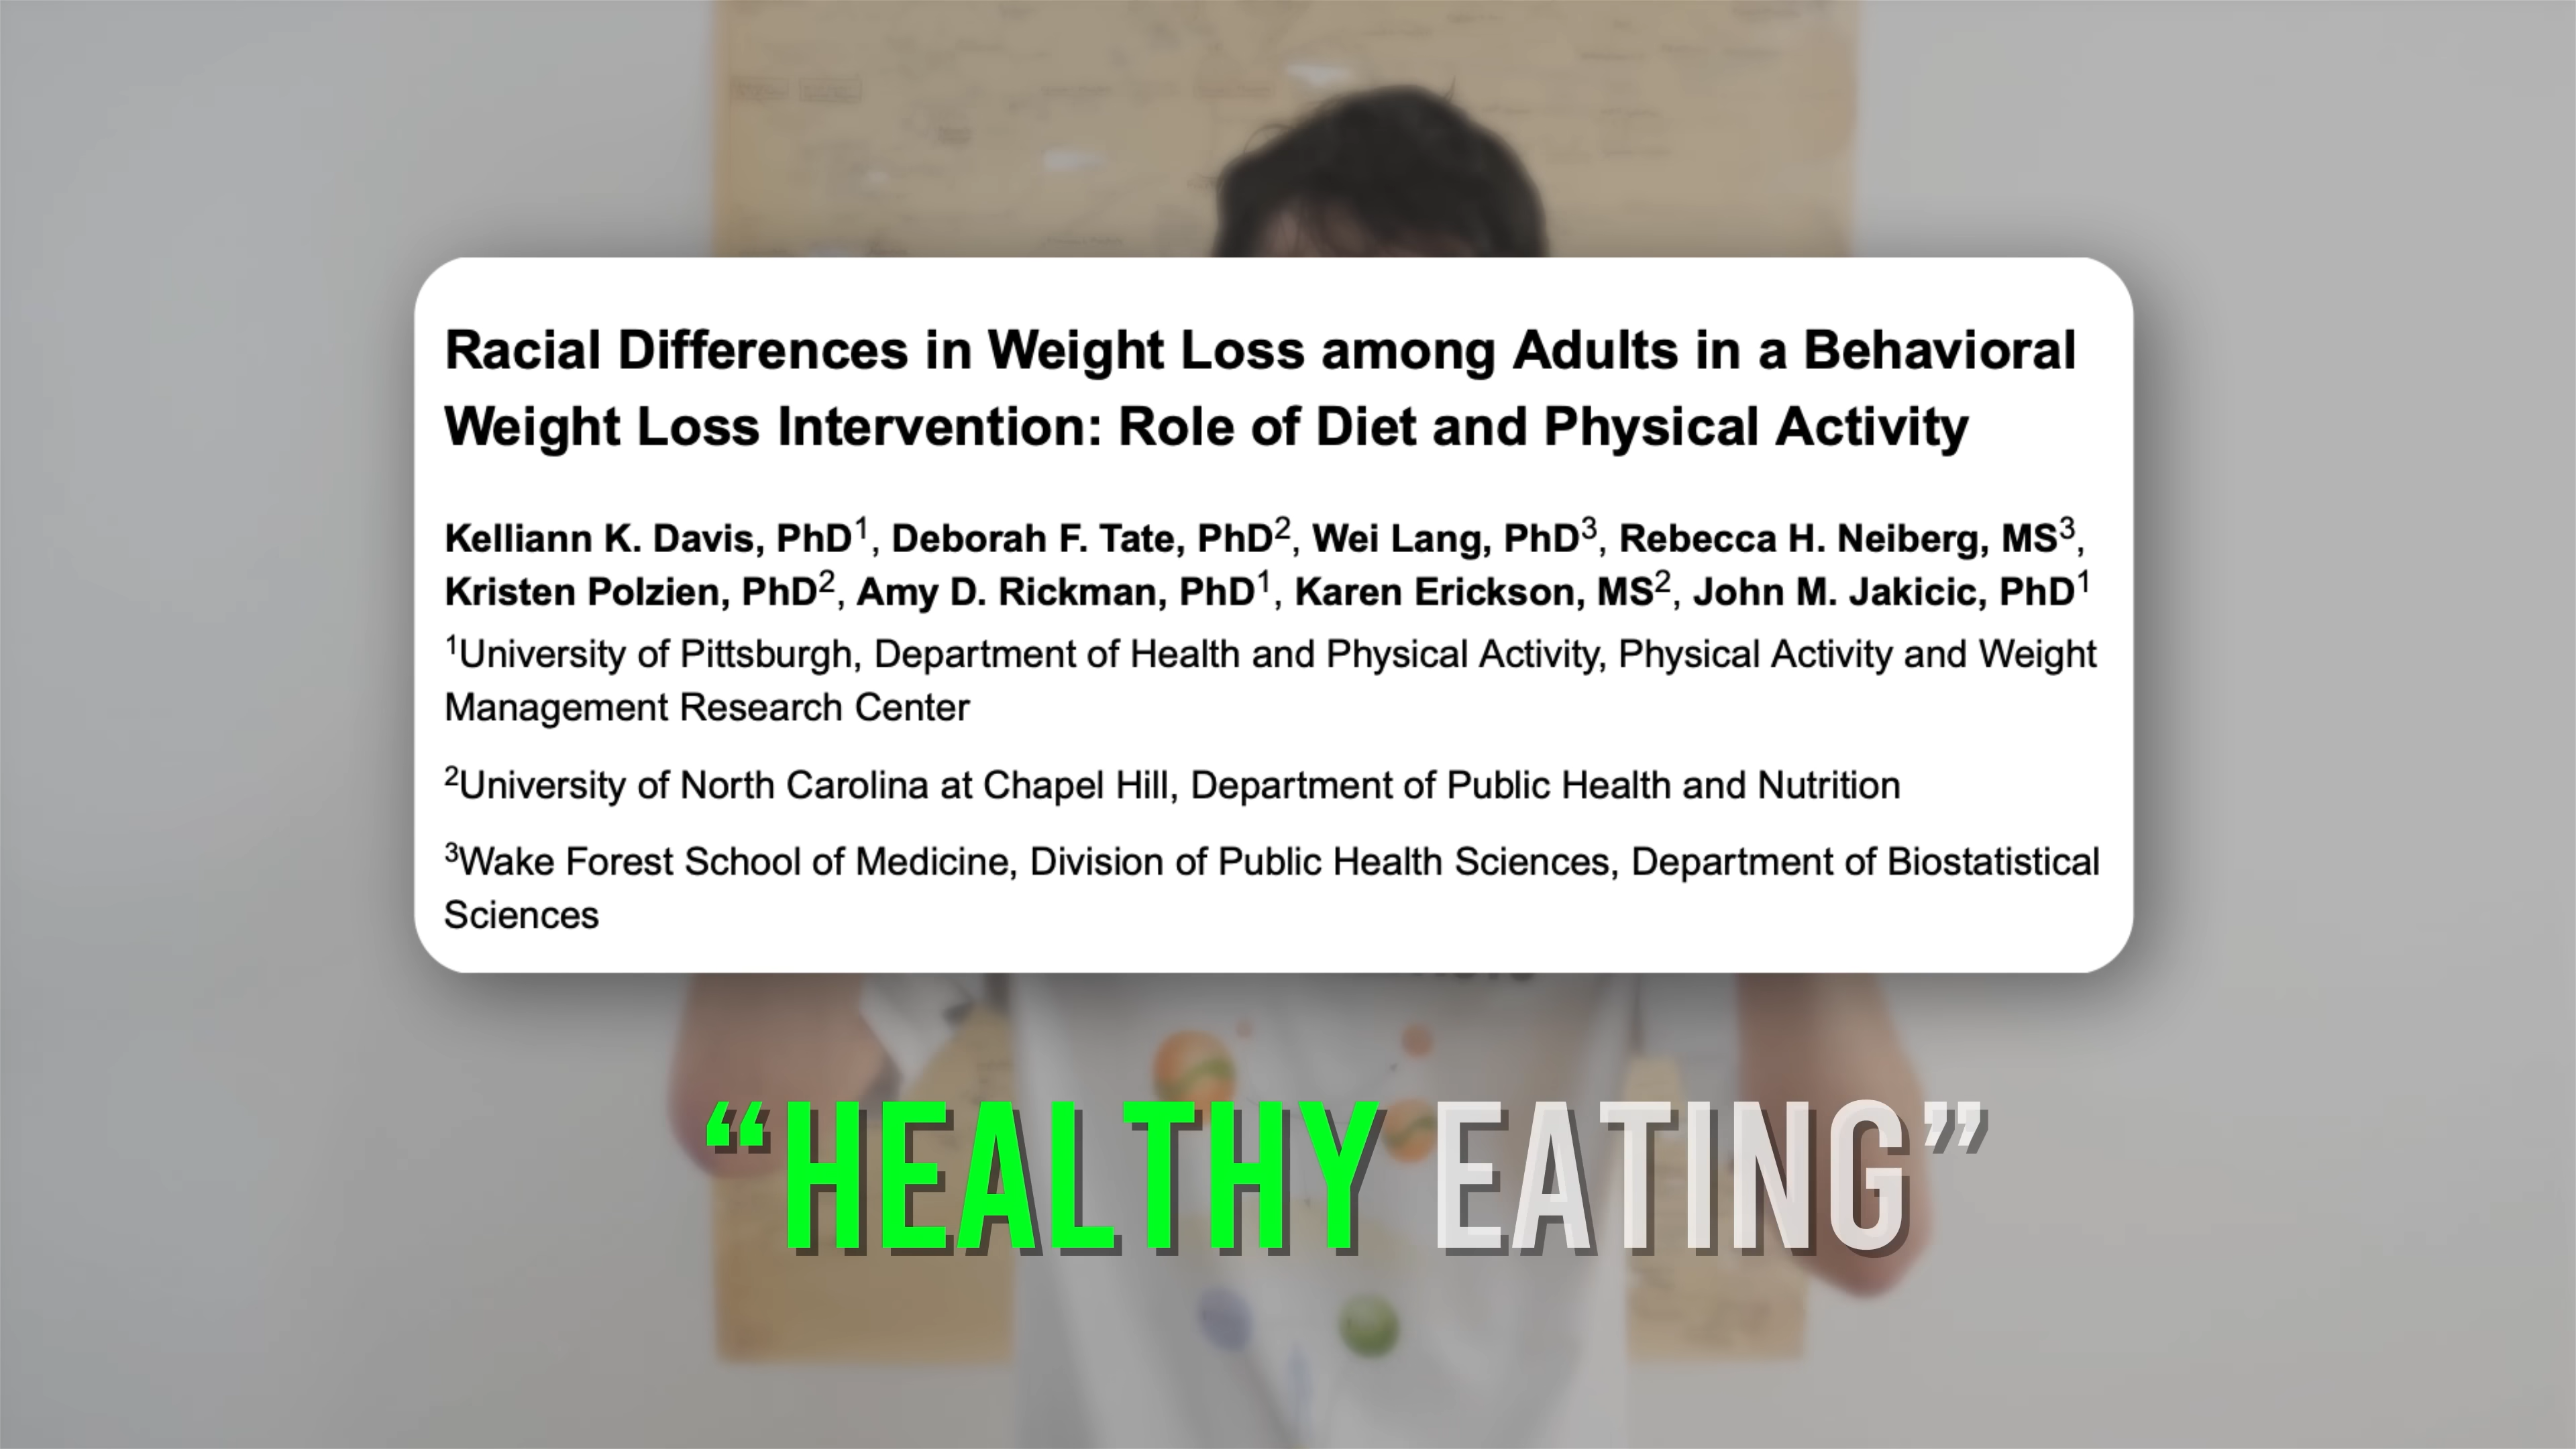 Racial Differences in Weight Loss among Adults in a Behavioral
Weight Loss Intervention: Role of Diet and Physical Activity
Kelliann K. Davis, PhD1, Deborah F. Tate, PhD2, Wei Lang, PhD3, Rebecca H. Neiberg, MS3,
Kristen Polzien, PhD2, Amy D. Rickman, PhD1, Karen Erickson, MS2, John M. Jakicic, PhD1
1University of Pittsburgh, Department of Health and Physical Activity, Physical Activity and Weight
Management Research Center
2University of North Carolina at Chapel Hill, Department of Public Health and Nutrition
3Wake Forest School of Medicine, Division of Public Health Sciences, Department of Biostatistical
Sciences
“HEALTHY EATING”